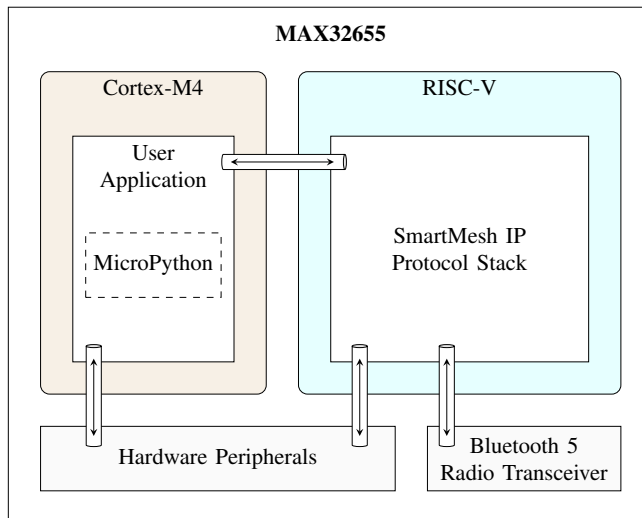 MAX32655
Cortex-M4
RISC-V
User
Application
MicroPython
SmartMesh IP
Protocol Stack
Hardware Peripherals
Bluetooth 5
Radio Transceiver